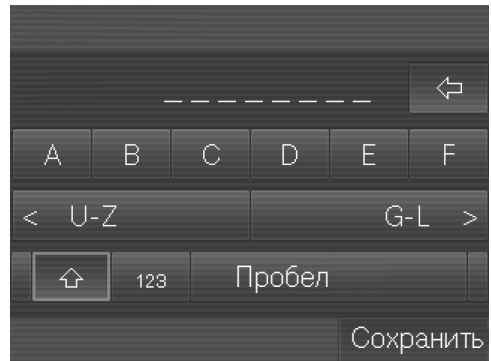 _ _ _ _ _ _ _ _ _
A B C D E F
< U-Z G-L >
123 Пробел
Сохранить